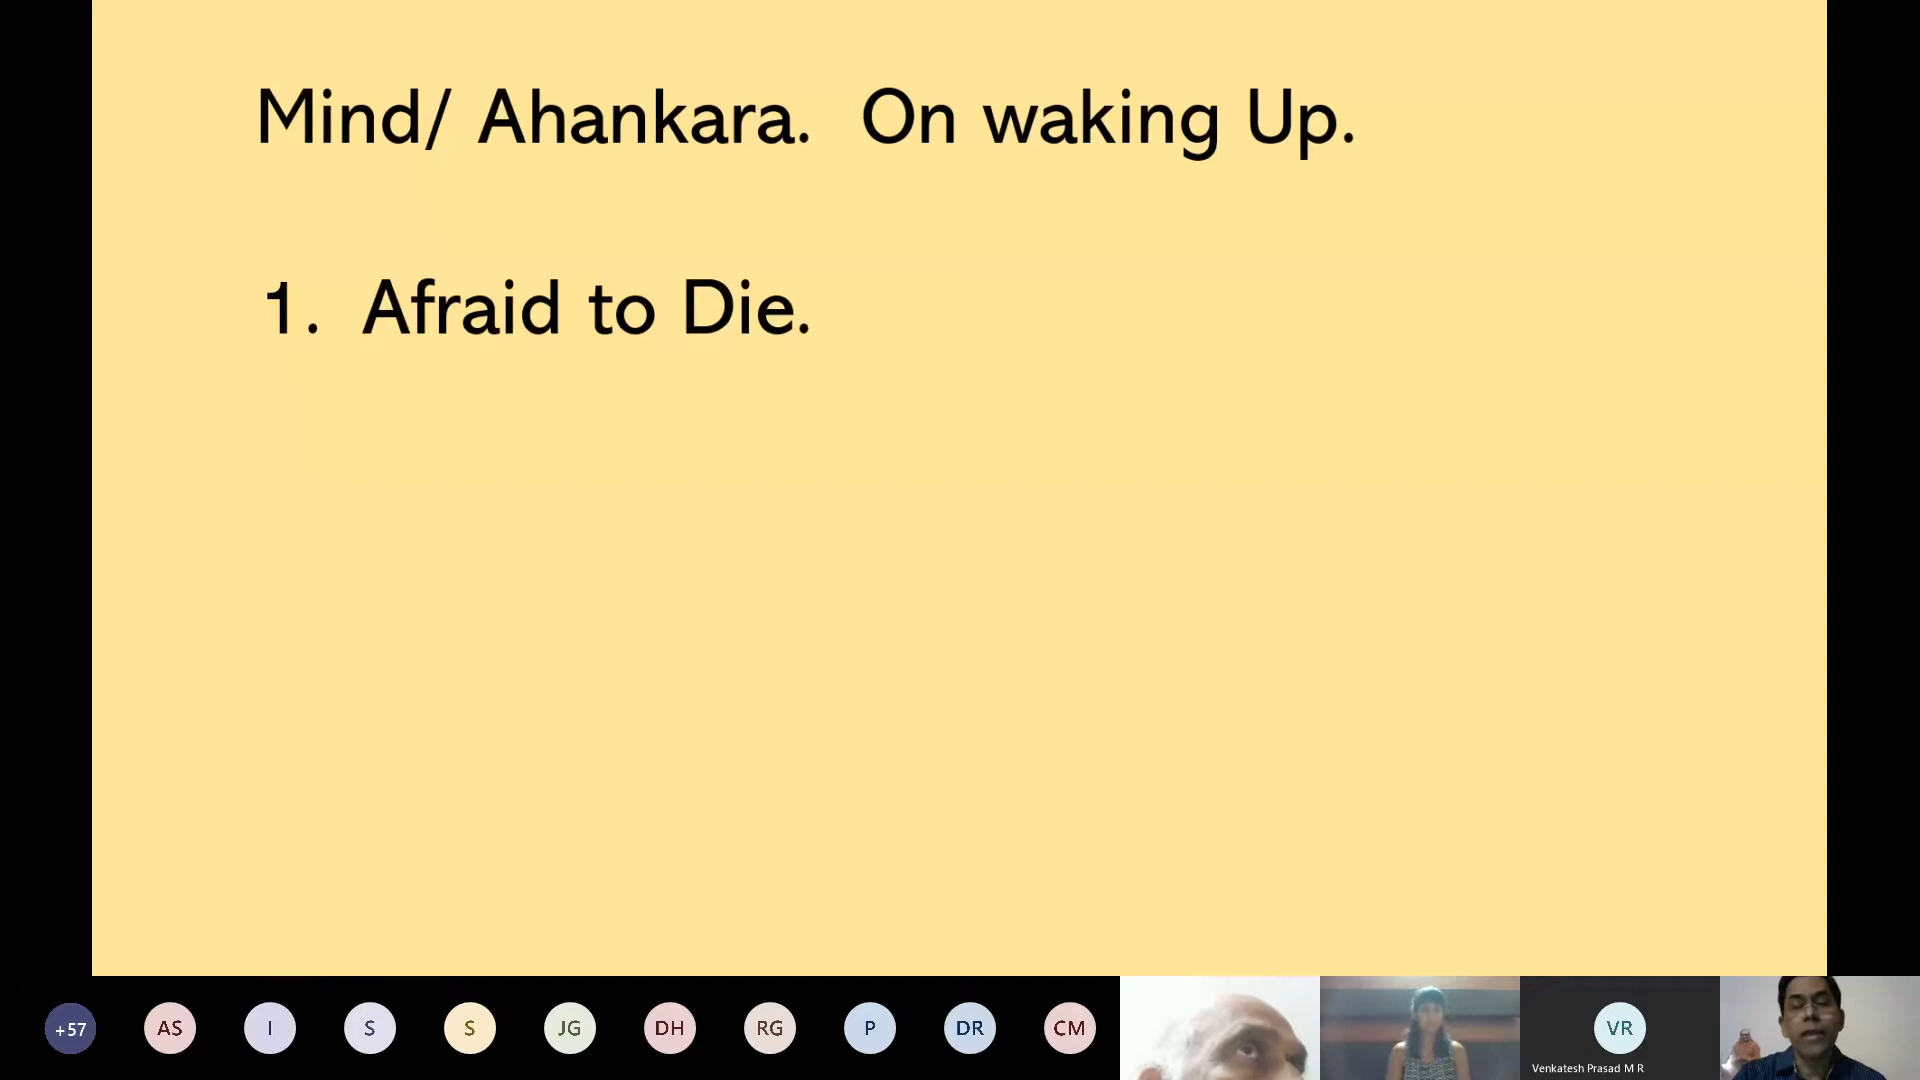 Mind/ Ahankara.  On waking Up.
1.  Afraid to Die.
+57
AS
I
S
S
JG
DH
RG
P
DR
CM
VR
Venkatesh Prasad M R